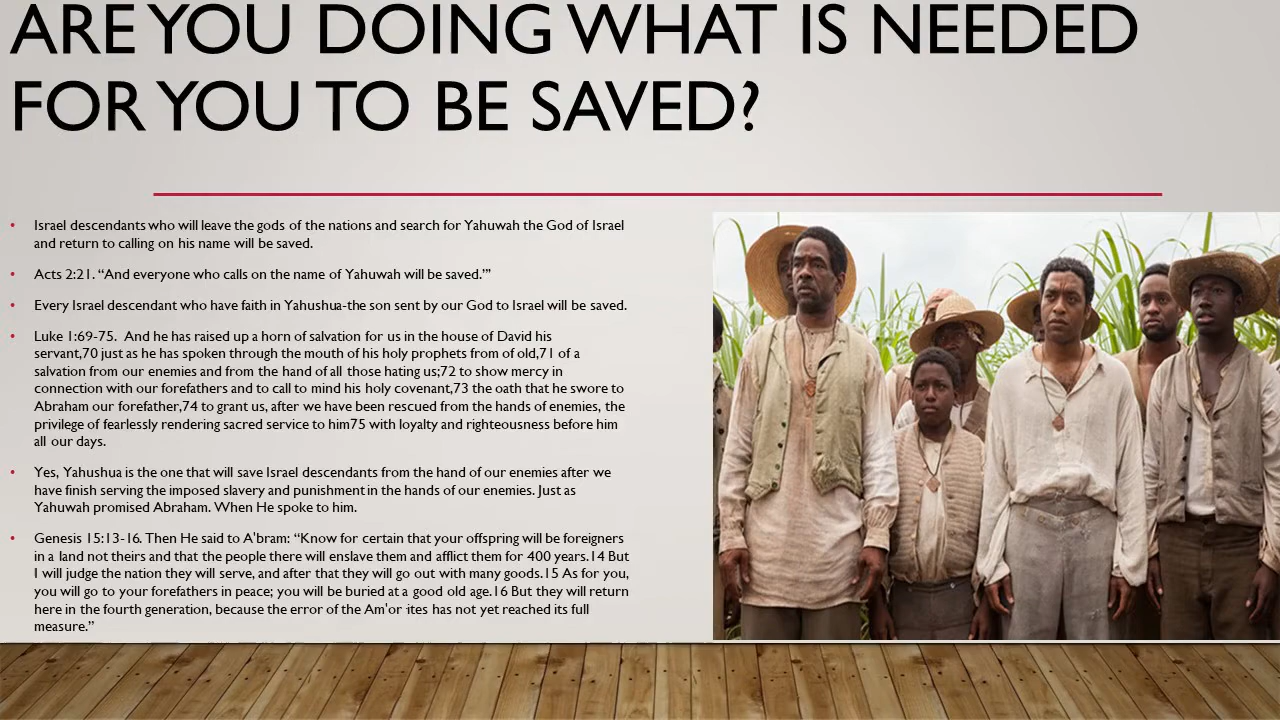 ARE YOU DOING WHAT IS NEEDED
FOR YOU TO BE SAVED?
• Israel descendants who will leave the gods of the nations and search for Yahuwah the God of Israel
and return to calling on his name will be saved.
• Acts 2:21. “And everyone who calls on the name of Yahuwah will be saved.”’
• Every Israel descendant who have faith in Yahushua-the son sent by our God to Israel will be saved.
• Luke 1:69-75.  And he has raised up a horn of salvation for us in the house of David his
servant,70 just as he has spoken through the mouth of his holy prophets from of old,71 of a
salvation from our enemies and from the hand of all those hating us;72 to show mercy in
connection with our forefathers and to call to mind his holy covenant,73 the oath that he swore to
Abraham our forefather,74 to grant us, after we have been rescued from the hands of enemies, the
privilege of fearlessly rendering sacred service to him75 with loyalty and righteousness before him
all our days.
• Yes, Yahushua is the one that will save Israel descendants from the hand of our enemies after we
have finish serving the imposed slavery and punishment in the hands of our enemies. Just as
Yahuwah promised Abraham. When He spoke to him.
• Genesis 15:13-16. Then He said to A'bram: “Know for certain that your offspring will be foreigners
in a land not theirs and that the people there will enslave them and afflict them for 400 years.14 But
I will judge the nation they will serve, and after that they will go out with many goods.15 As for you,
you will go to your forefathers in peace; you will be buried at a good old age.16 But they will return
here in the fourth generation, because the error of the Am'or ites has not yet reached its full
measure.”